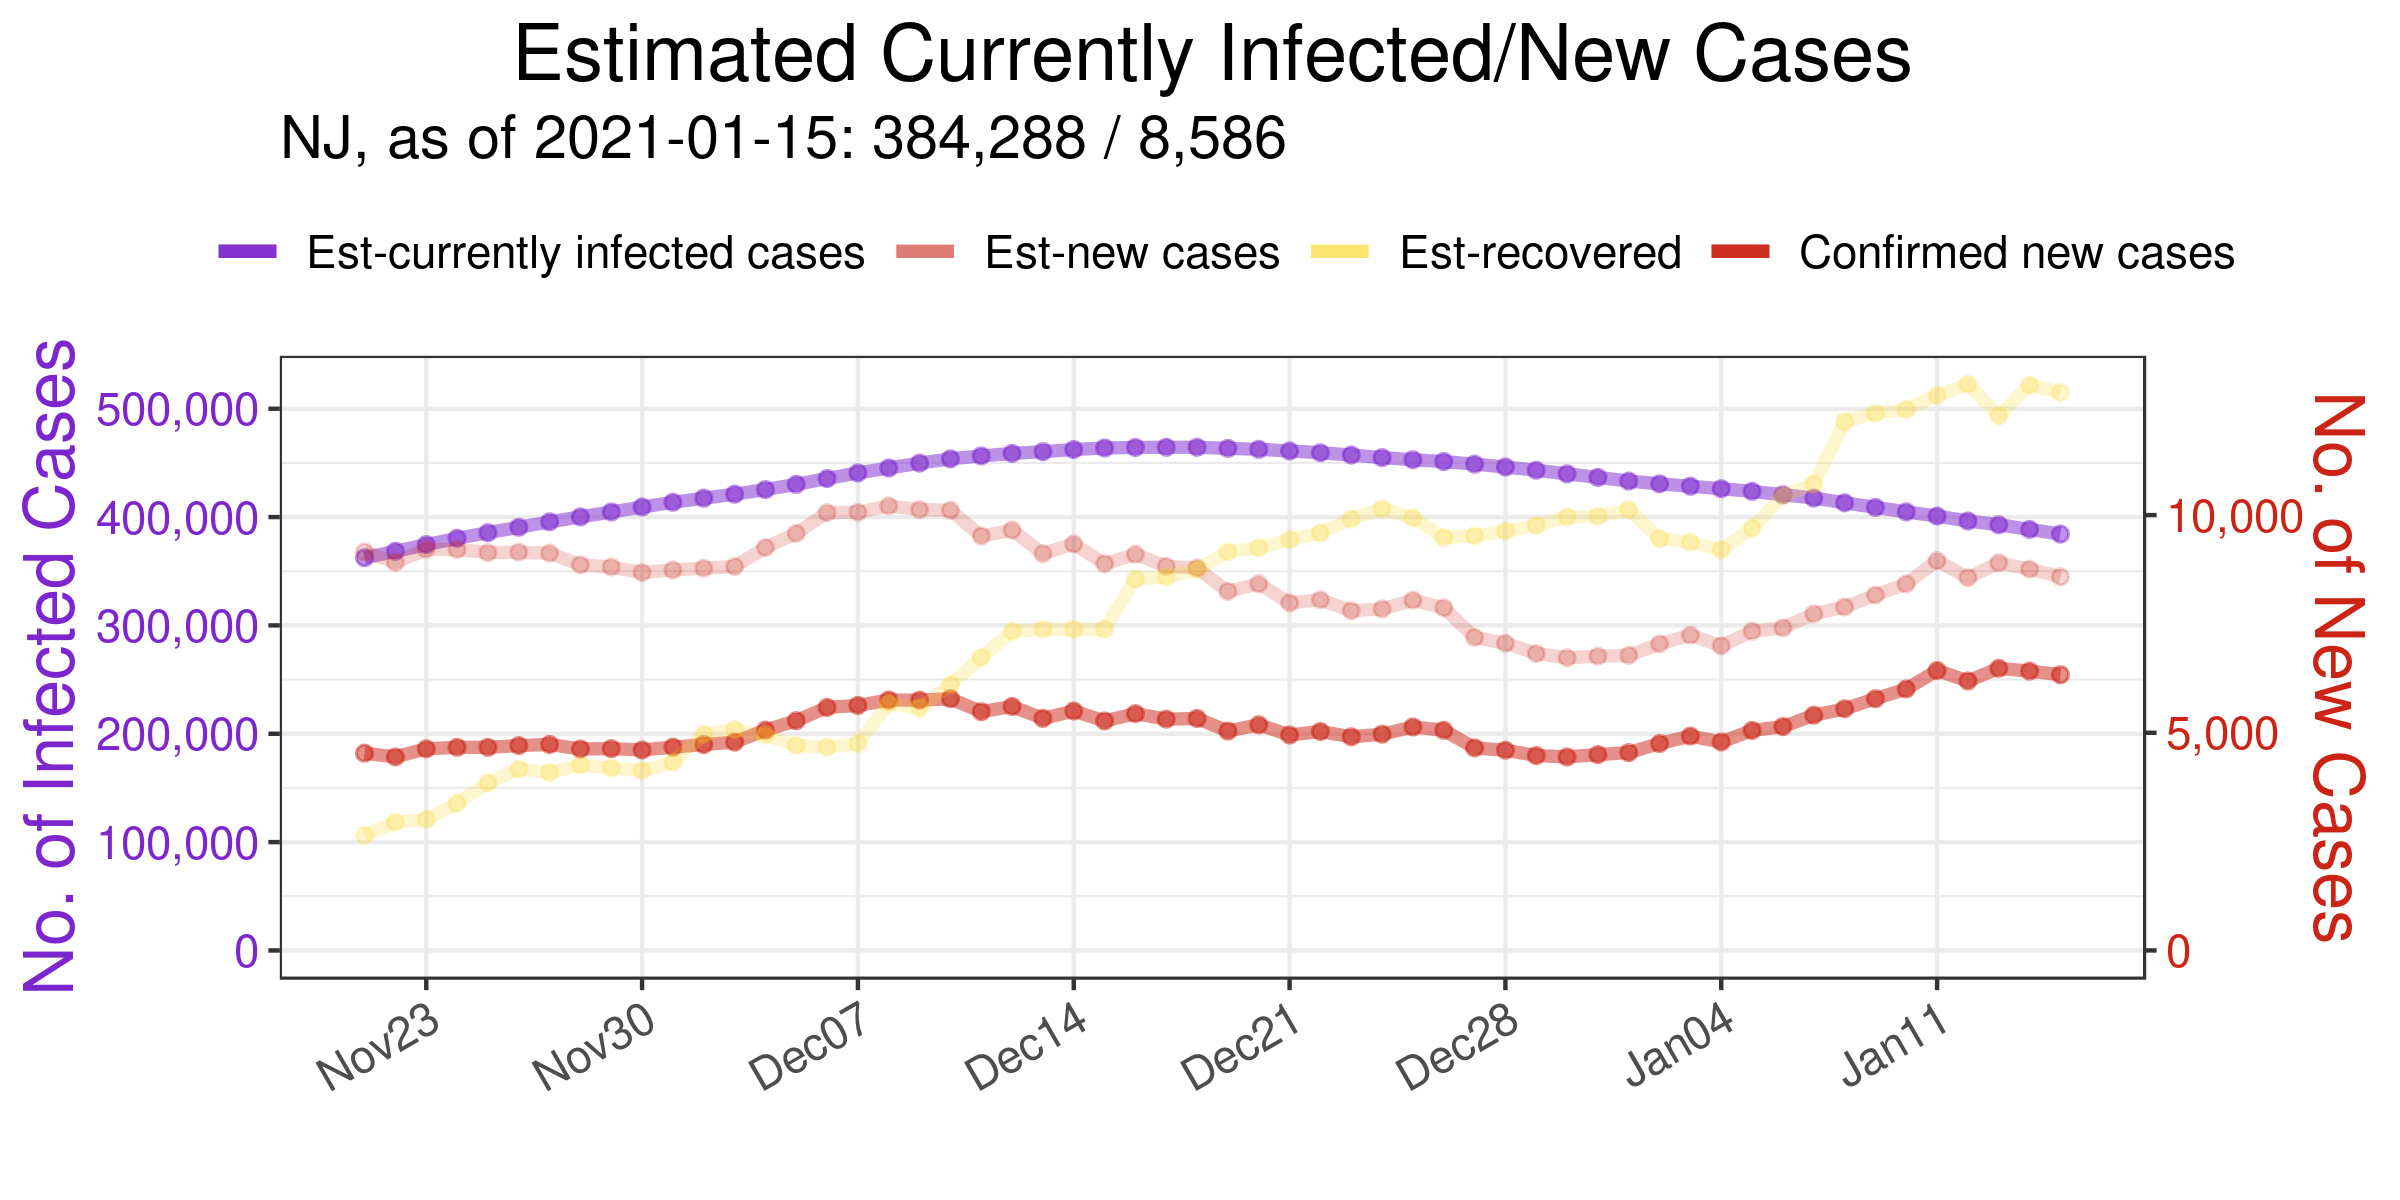 Estimated Currently Infected/New Cases
NJ, as of 2021-01-15: 384,288 / 8,586
Est-currently infected cases Est-new cases Est-recovered Confirmed new cases
No. of Infected Cases
500,000
400,000
300,000
200,000
100,000
0
10,000
5,000
0
No. of New Cases
Nov23 Nov30 Dec07 Dec14 Dec21 Dec28 Jan04 Jan11